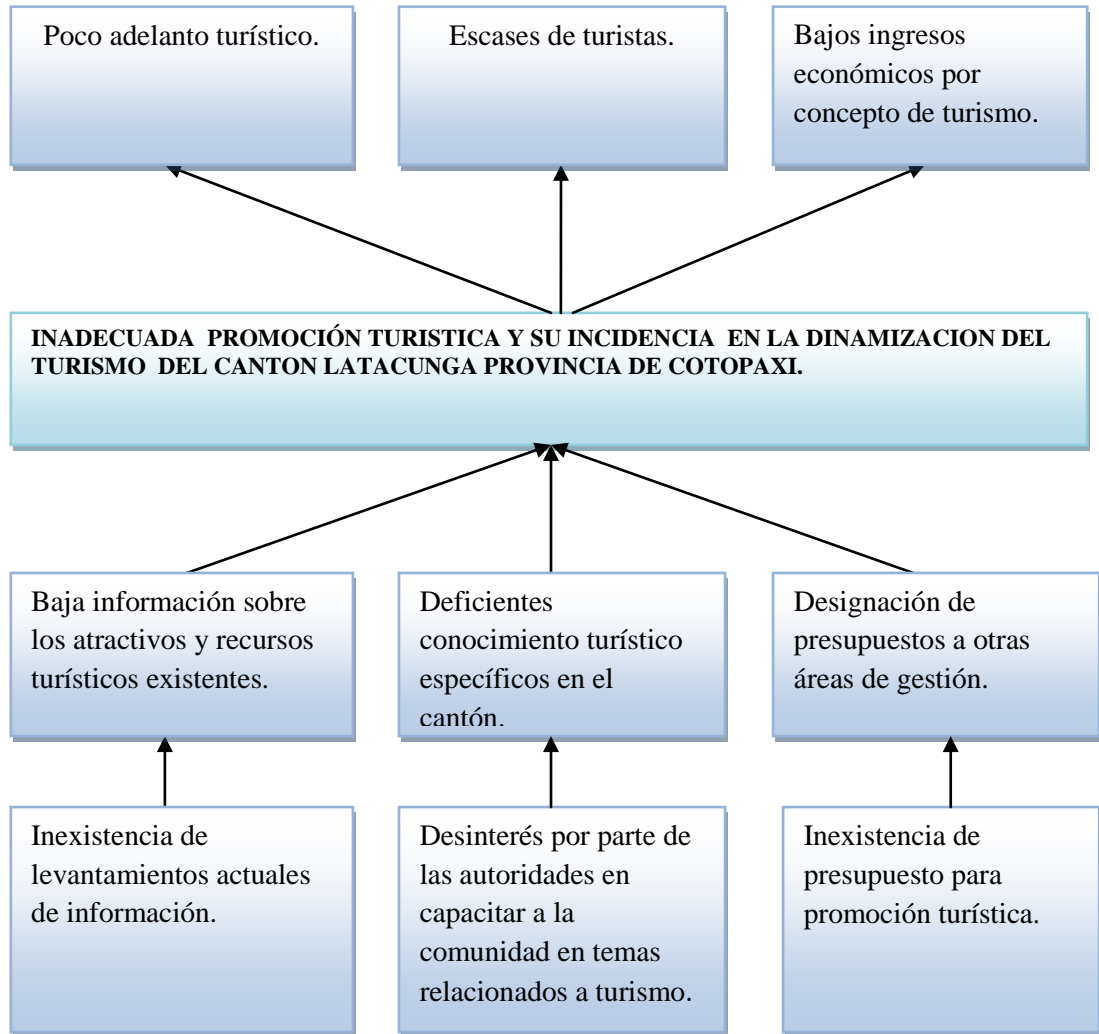 Poco adelanto turístico.
Escases de turistas.
Bajos ingresos
económicos por
concepto de turismo.
INADECUADA PROMOCIÓN TURISTICA Y SU INCIDENCIA EN LA DINAMIZACION DEL
TURISMO DEL CANTON LATACUNGA PROVINCIA DE COTOPAXI.
Baja información sobre
los atractivos y recursos
turísticos existentes.
Deficientes
conocimiento turístico
específicos en el
cantón.
Designación de
presupuestos a otras
áreas de gestión.
Inexistencia de
levantamientos actuales
de información.
Desinterés por parte de
las autoridades en
capacitar a la
comunidad en temas
relacionados a turismo.
Inexistencia de
presupuesto para
promoción turística.